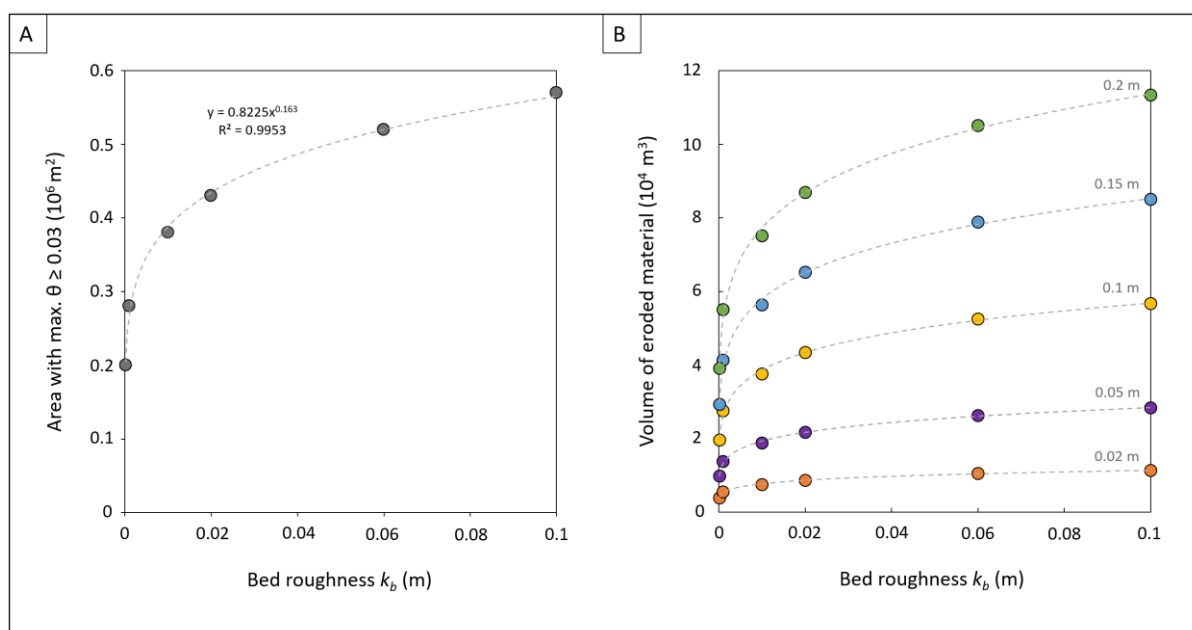 A
0.6
0.5
0.4
0.3
0.2
0.1
0
0
0.02
0.04
0.06
0.08
0.1
y = 0.8225x^0.163
R² = 0.9953
Area with max. θ ≥ 0.03 (10⁶ m²)
Bed roughness k_b (m)
B
12
10
8
6
4
2
0
0
0.02
0.04
0.06
0.08
0.1
0.2 m
0.15 m
0.1 m
0.05 m
0.02 m
Volume of eroded material (10⁴ m³)
Bed roughness k_b (m)